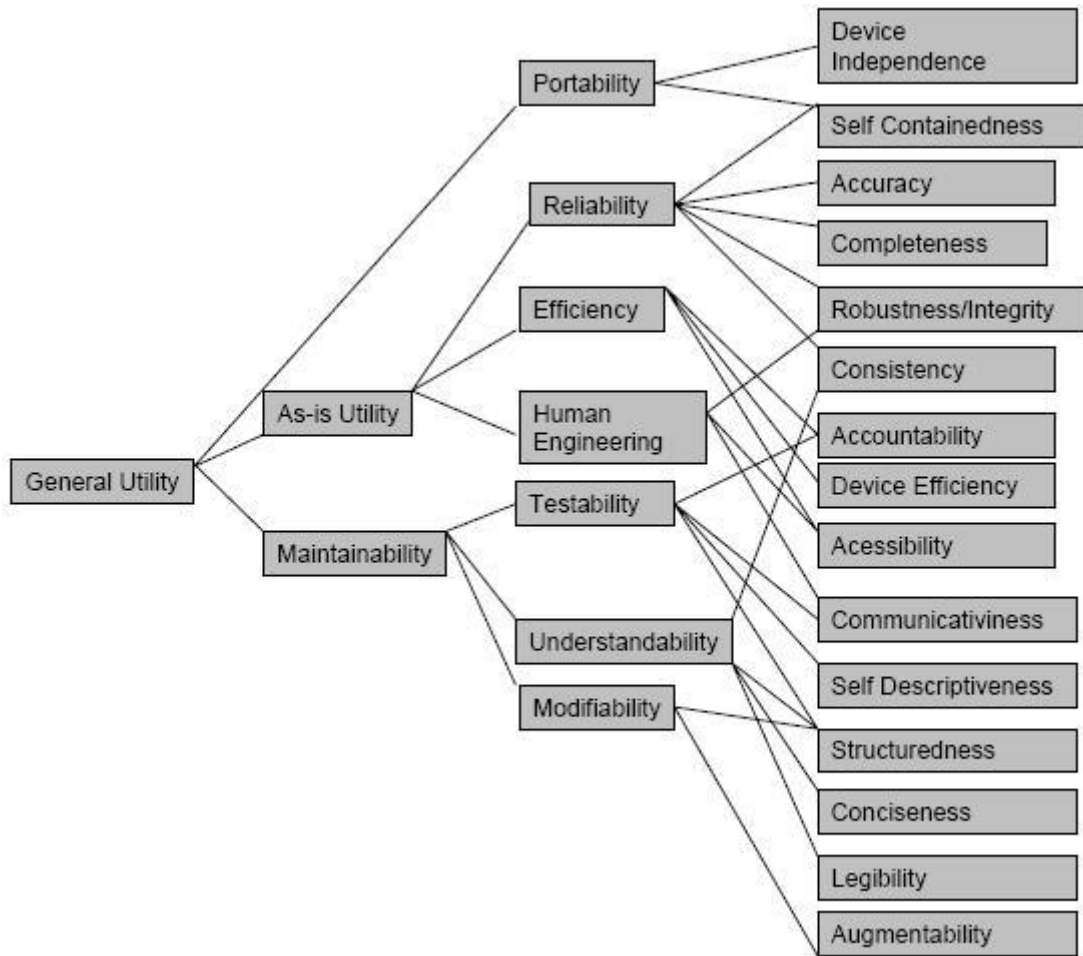 General Utility
As-is Utility
Maintainability
Portability
Reliability
Efficiency
Human
Engineering
Testability
Understandability
Modifiability
Device
Independence
Self Containedness
Accuracy
Completeness
Robustness/Integrity
Consistency
Accountability
Device Efficiency
Acessibility
Communicativiness
Self Descriptiveness
Structuredness
Conciseness
Legibility
Augmentability